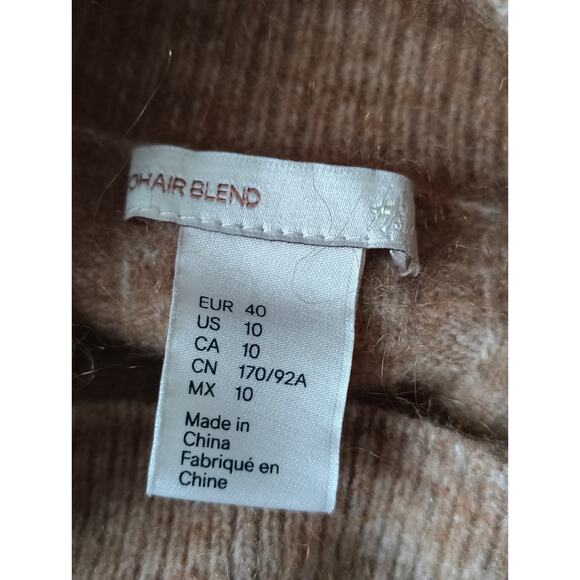 OHAIR BLEND
EUR 40
US 10
CA 10
CN 170/92A
MX 10
Made in
China
Fabriqué en
Chine